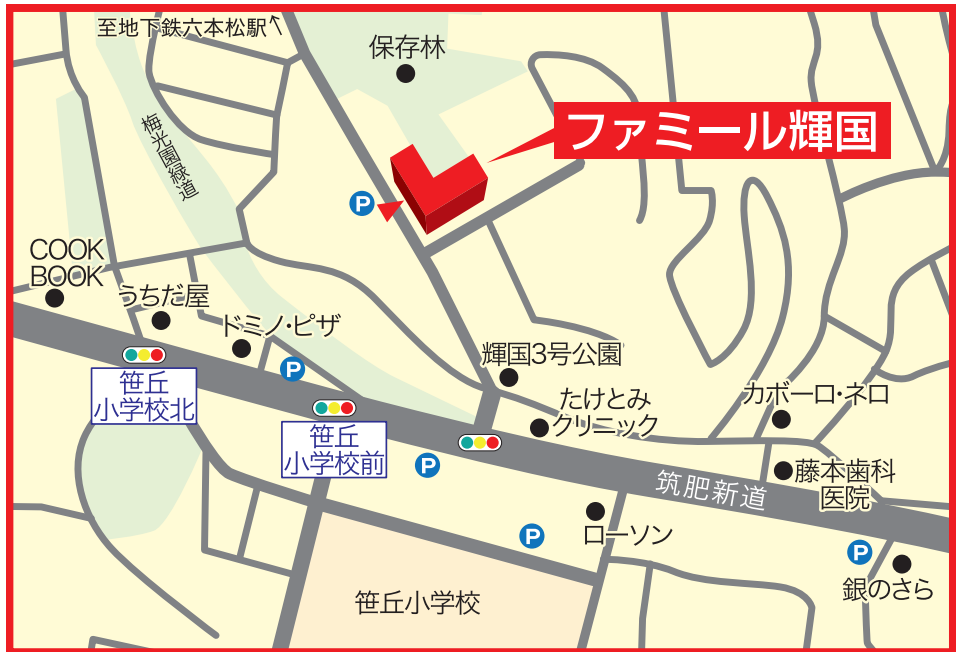 至地下鉄六本松駅↑
保存林
梅光園緑道
ファミール輝国
P
COOK
BOOK
うちだ屋
ドミノ・ピザ
P
輝国3号公園
笹丘
小学校北
たけとみ
クリニック
カボーロ・ネロ
笹丘
小学校前
P
藤本歯科
医院
筑肥新道
P
ローソン
P
銀のさら
笹丘小学校